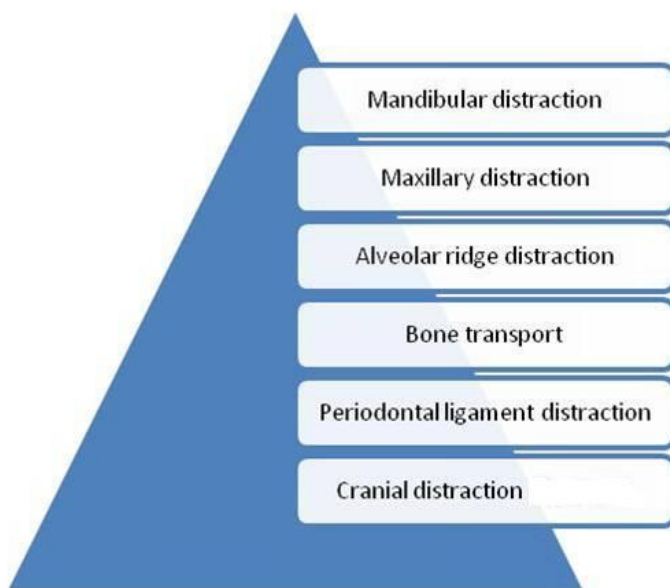 Mandibular distraction
Maxillary distraction
Alveolar ridge distraction
Bone transport
Periodontal ligament distraction
Cranial distraction